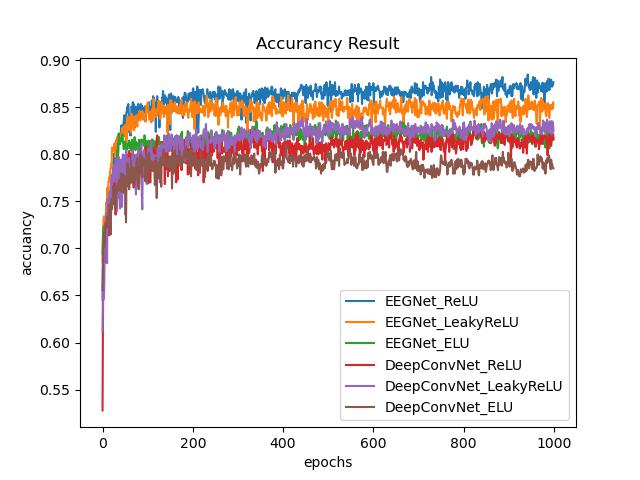 Accurancy Result
accuancy
0.90
0.85
0.80
0.75
0.70
0.65
0.60
0.55
EEGNet_ReLU
EEGNet_LeakyReLU
EEGNet_ELU
DeepConvNet_ReLU
DeepConvNet_LeakyReLU
DeepConvNet_ELU
0 200 400 600 800 1000
epochs